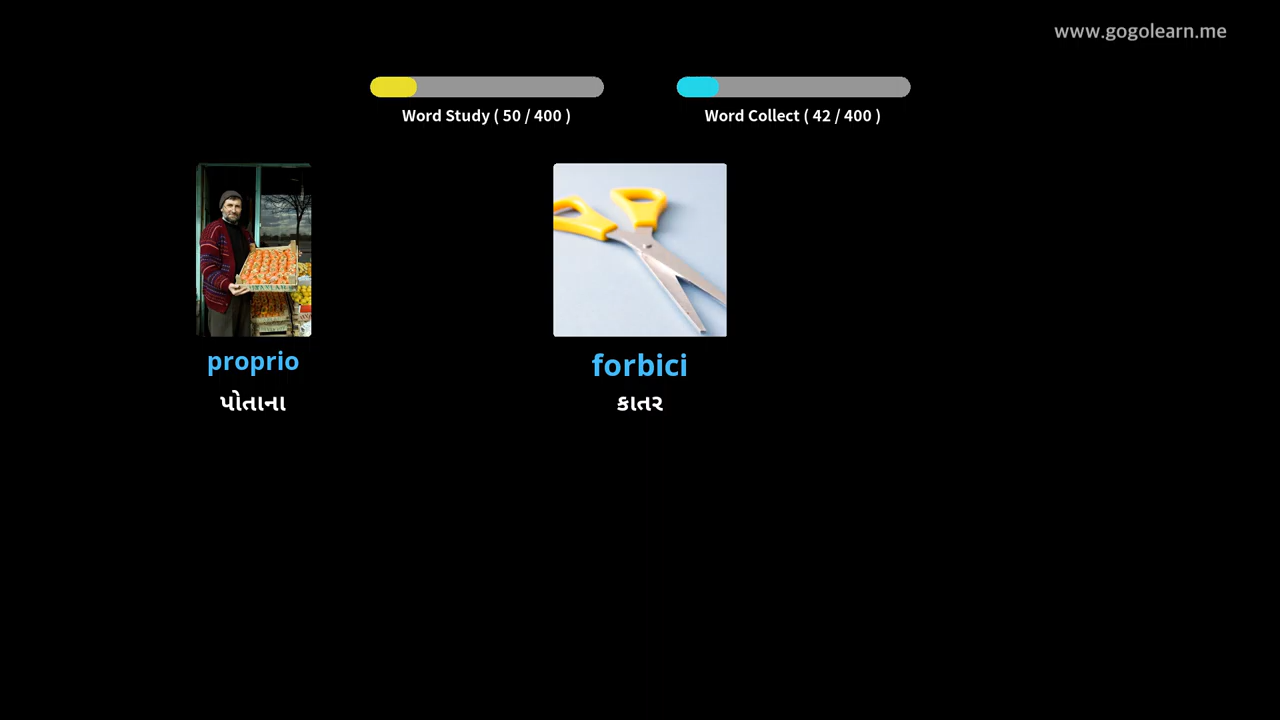 www.gogolearn.me
Word Study ( 50 / 400 )
Word Collect ( 42 / 400 )
proprio
પોતાના
forbici
કાતર